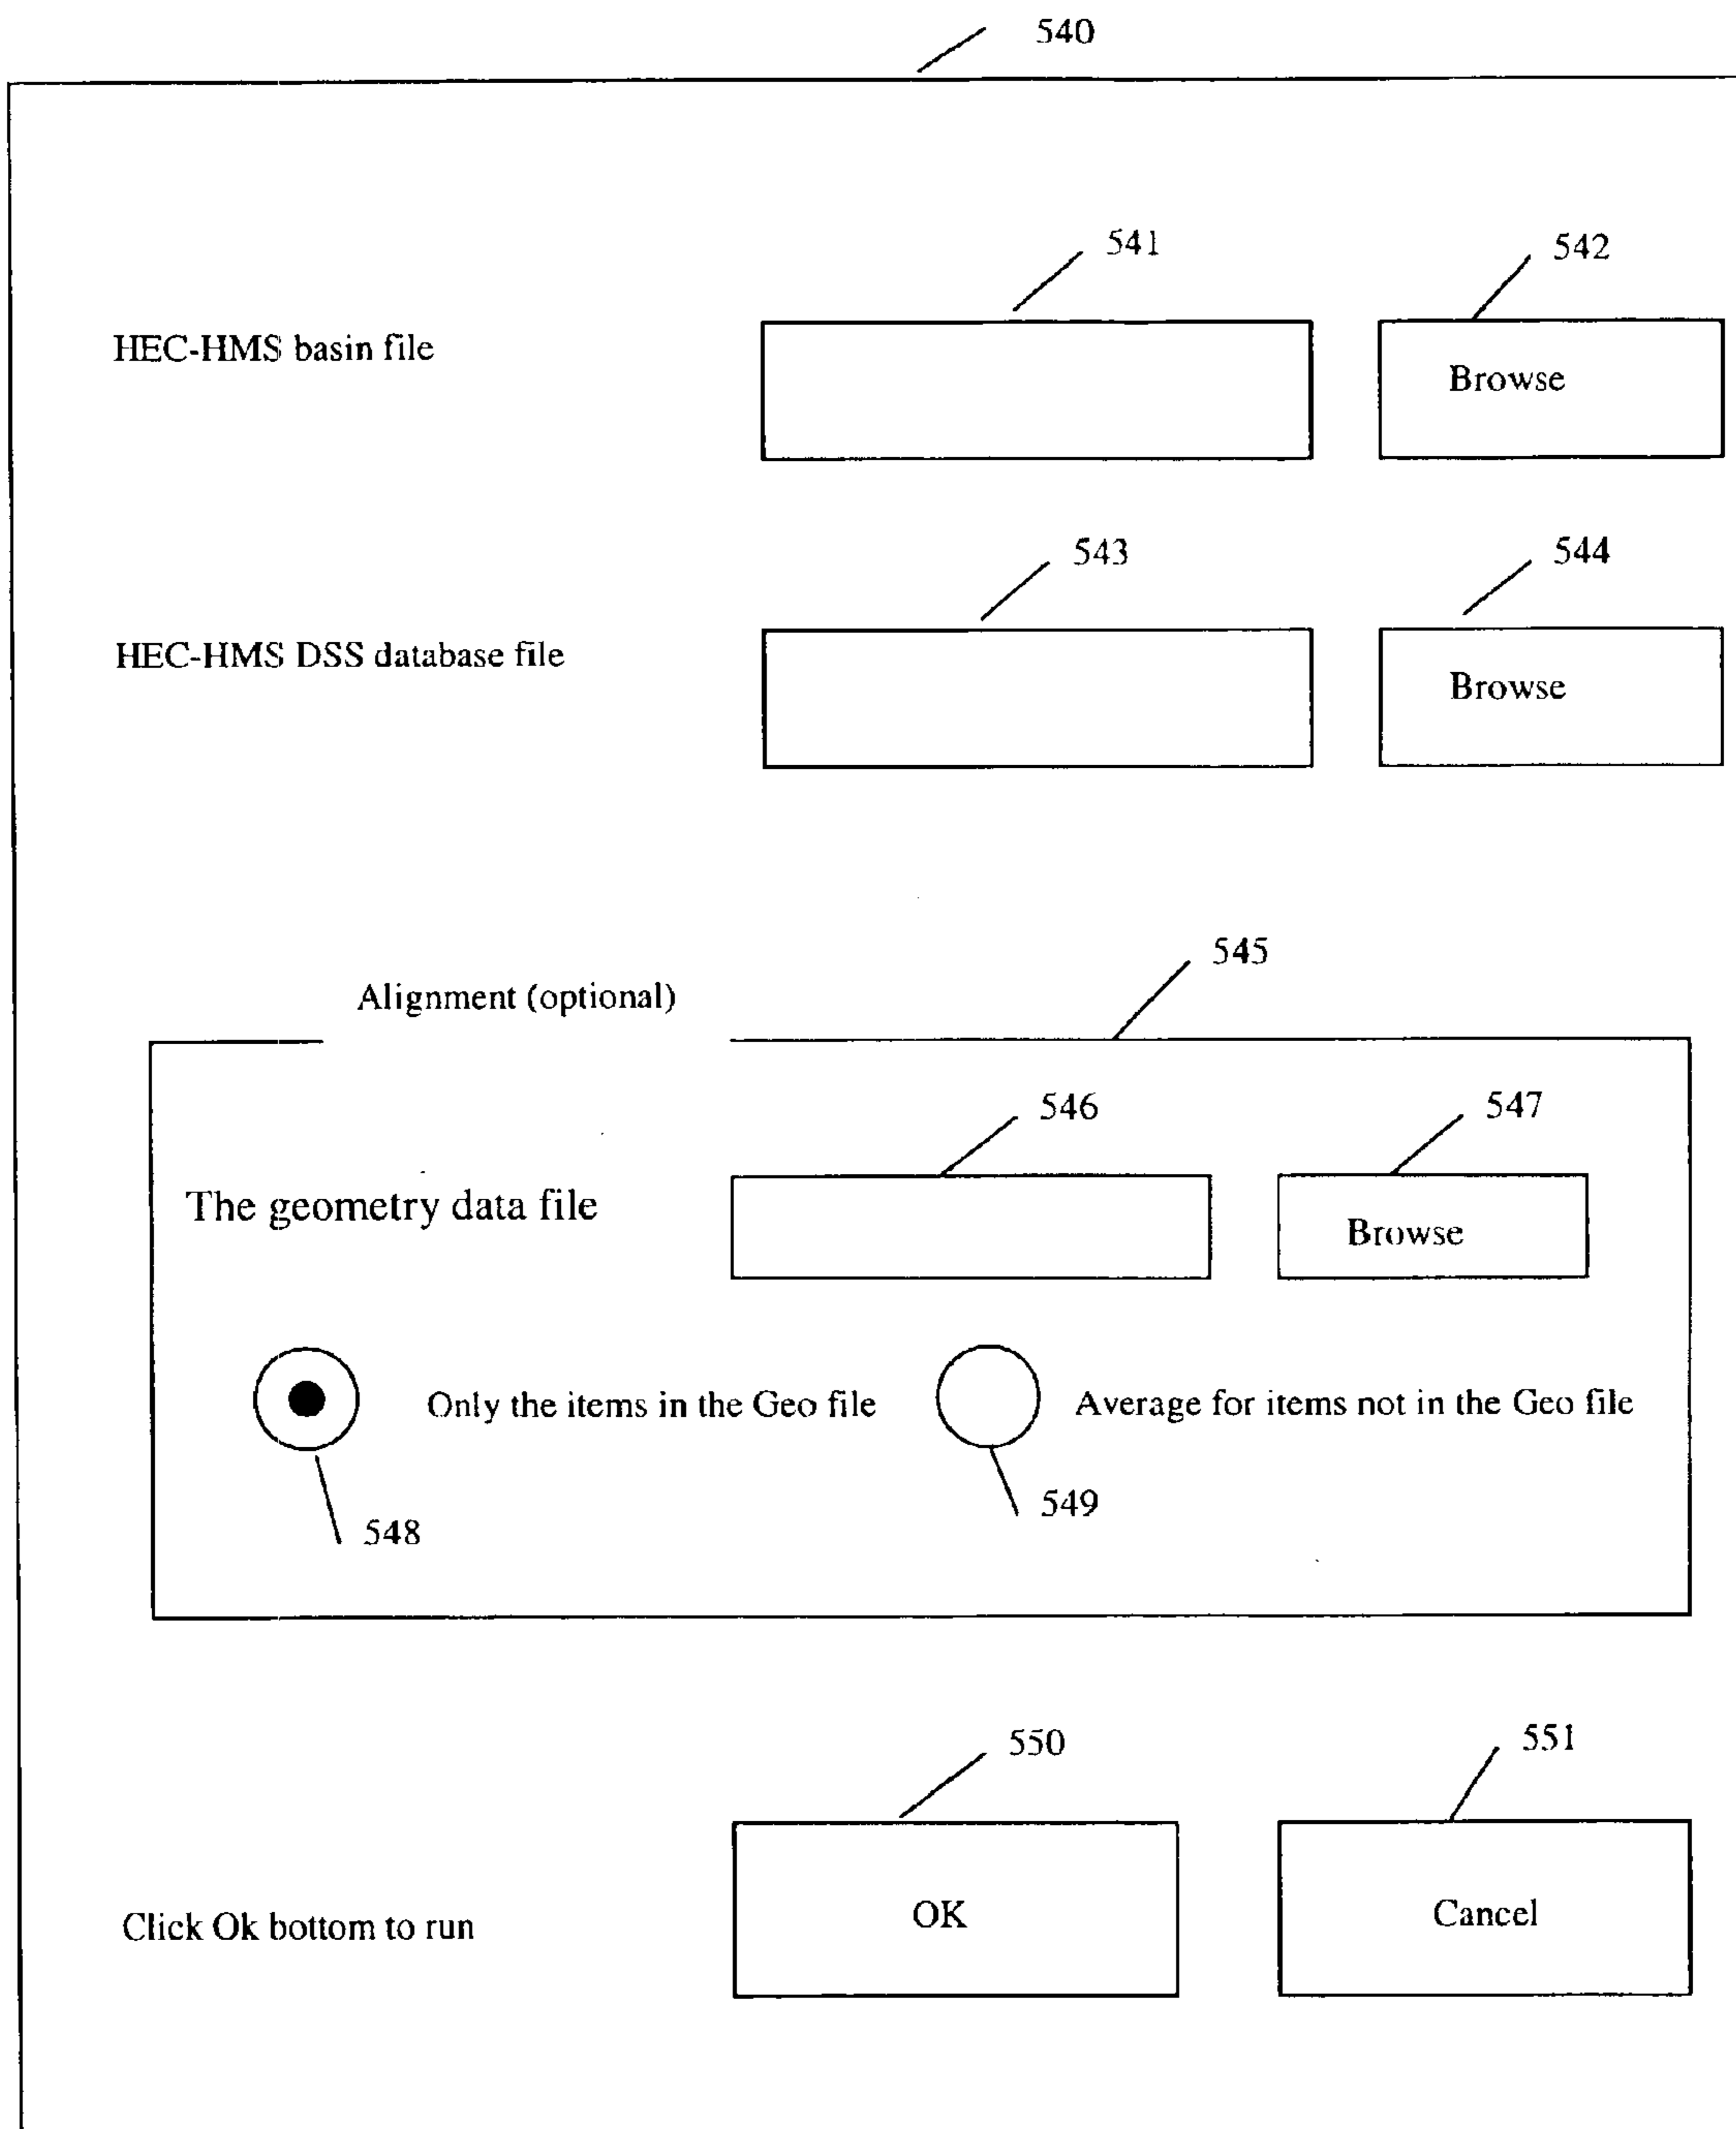 540
541
542
HEC-HMS basin file
Browse
543
544
HEC-HMS DSS database file
Browse
545
Alignment (optional)
546
547
The geometry data file
Browse
Only the items in the Geo file
Average for items not in the Geo file
548
549
550
551
Click Ok bottom to run
OK
Cancel